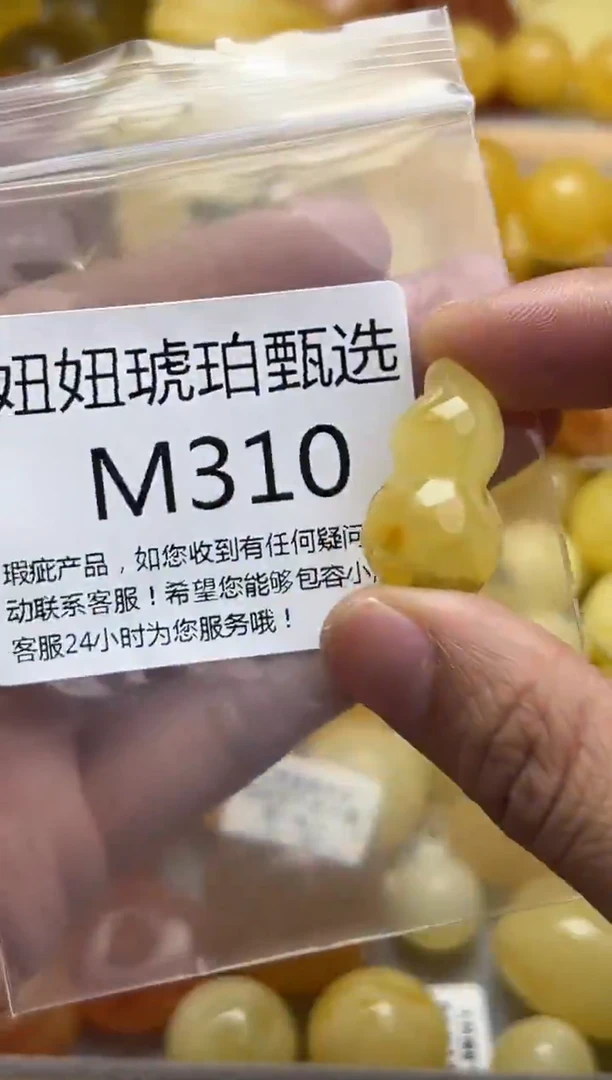 妞妞琥珀甄选
M310
瑕疵产品，如您收到有任何疑问
动联系客服！希望您能够包容小
客服24小时为您服务哦！